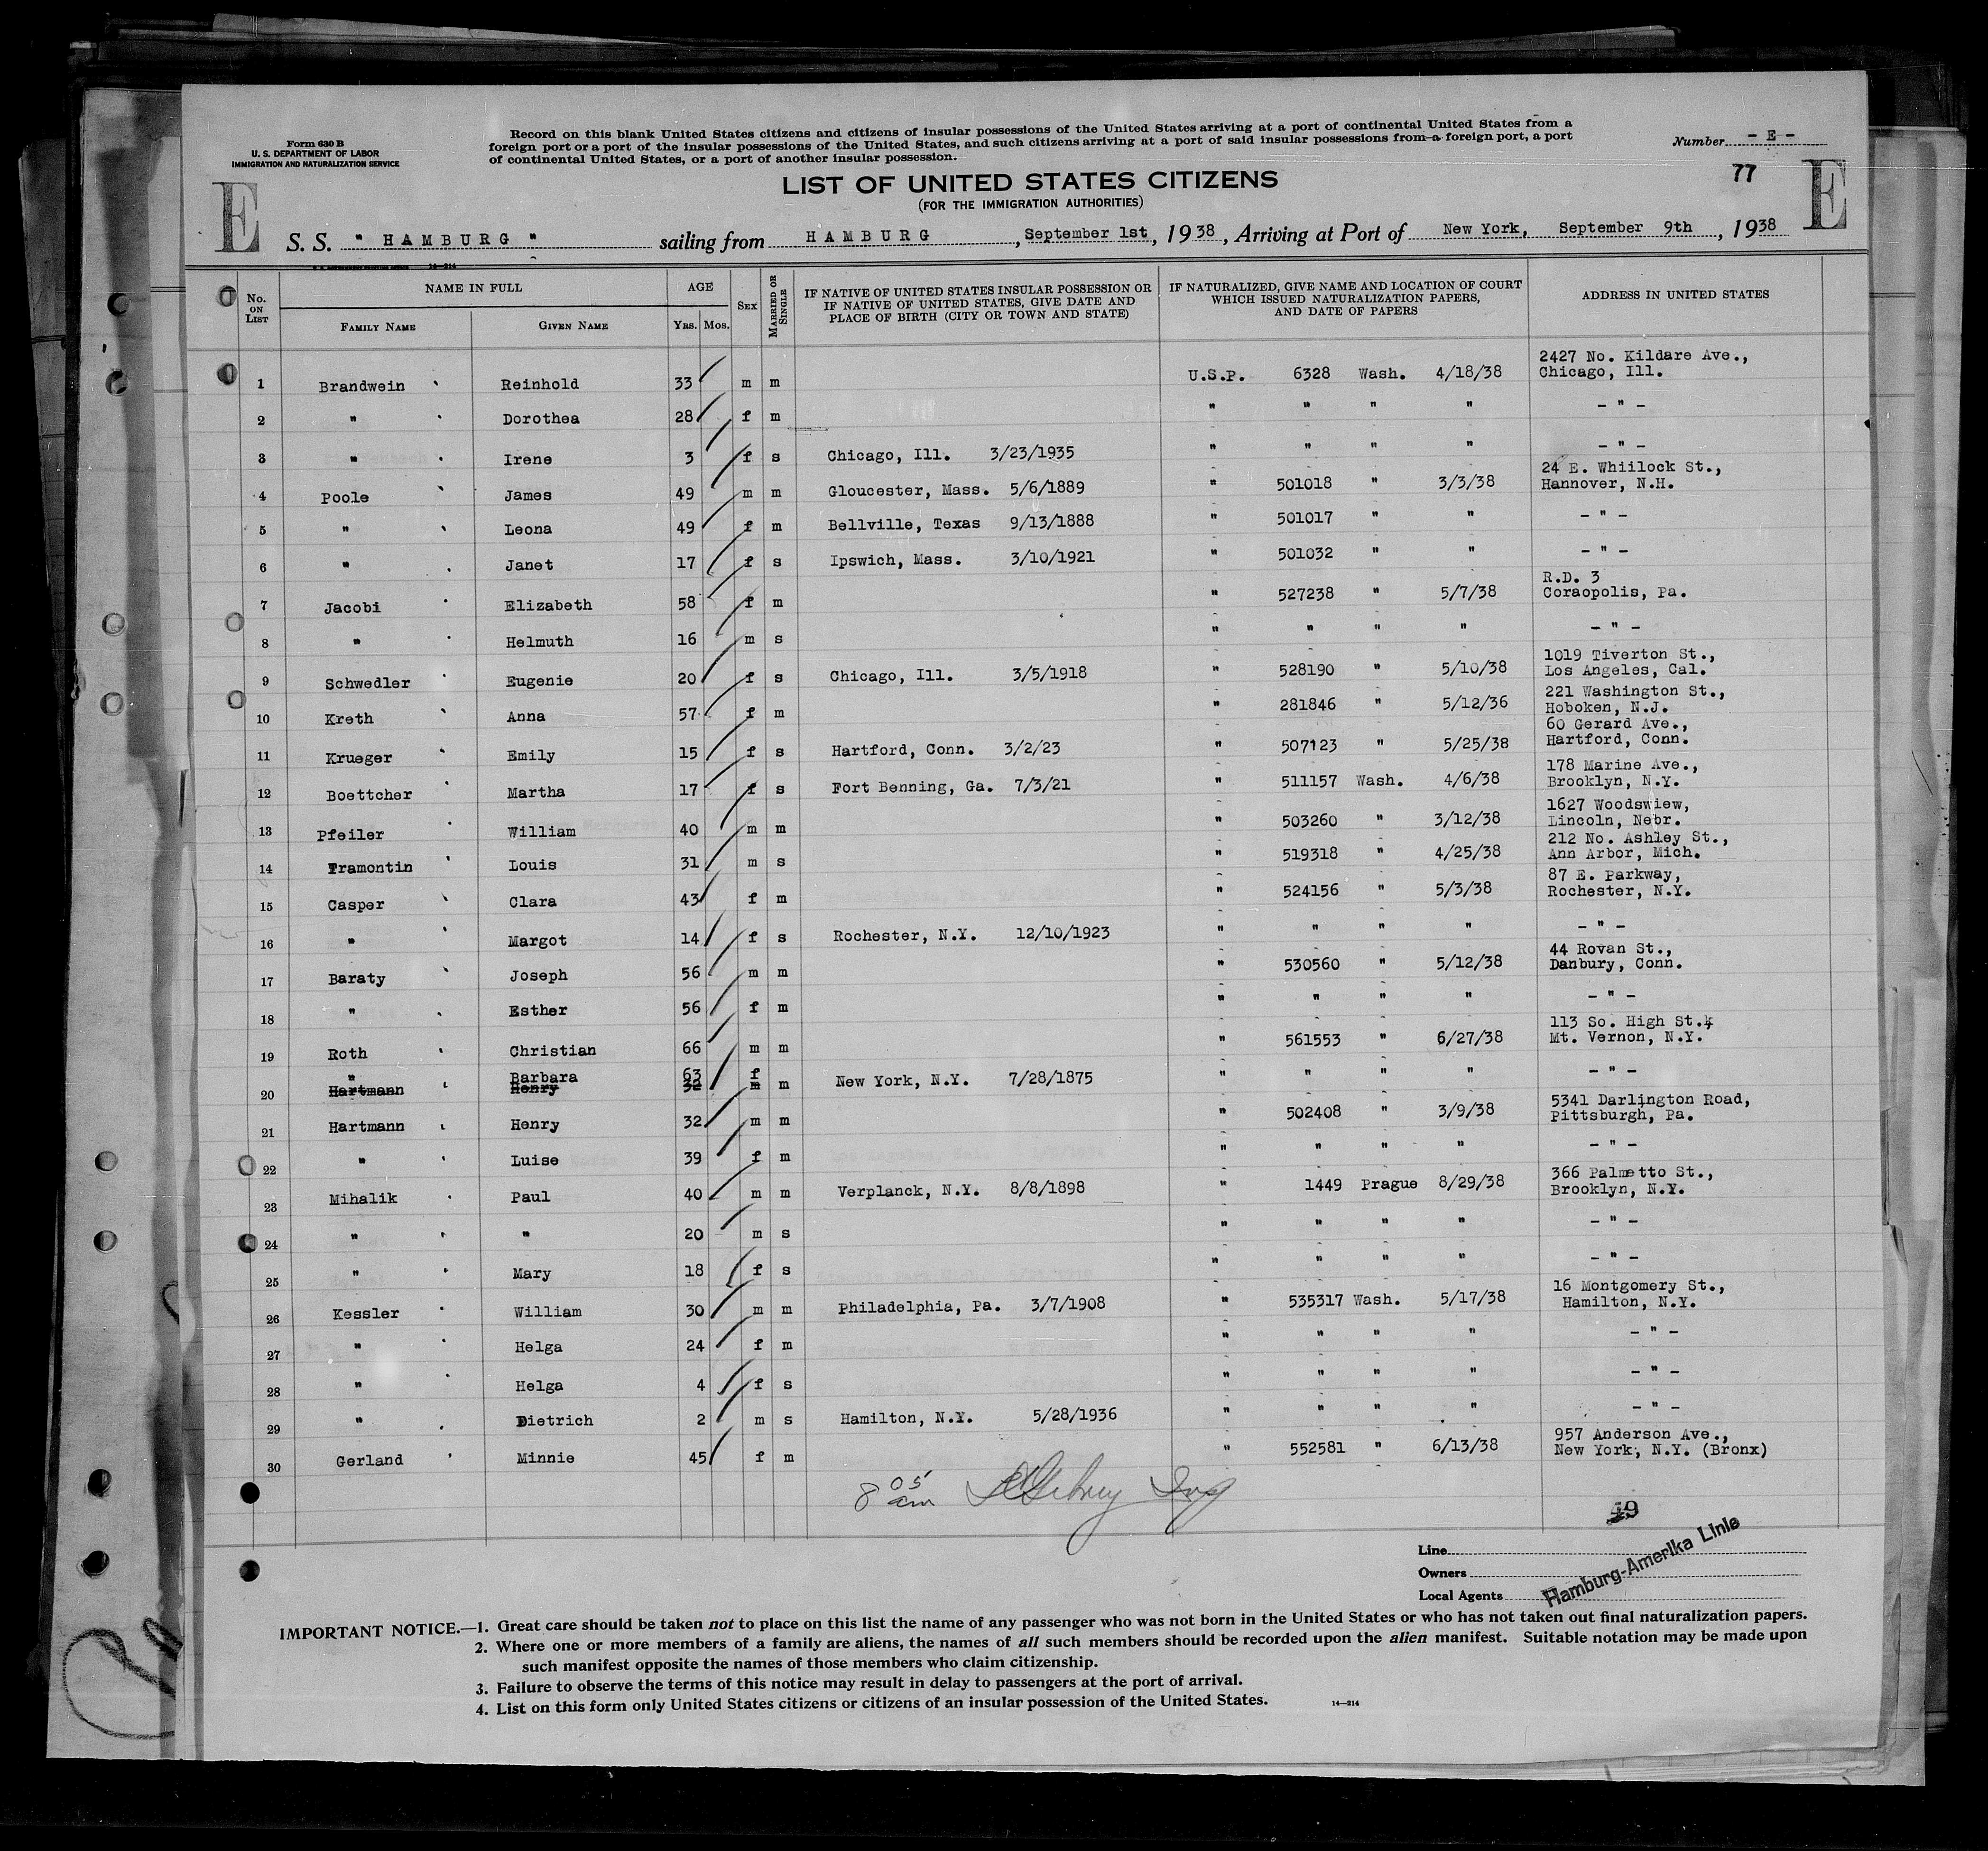 Form 630 B
U. S. DEPARTMENT OF LABOR
IMMIGRATION AND NATURALIZATION SERVICE
Record on this blank United States citizens and citizens of insular possessions of the United States arriving at a port of continental United States from a
foreign port or a port of the insular possessions of the United States, and such citizens arriving at a port of said insular possessions from a foreign port, a port
of continental United States, or a port of another insular possession.
Number - E -
77
E
E
LIST OF UNITED STATES CITIZENS
(FOR THE IMMIGRATION AUTHORITIES)
S. S. " HAMBURG " sailing from HAMBURG, September 1st, 1938, Arriving at Port of New York, September 9th, 1938
14—214
No. ON LIST NAME IN FULL FAMILY NAME GIVEN NAME AGE YRS. MOS. SEX MARRIED OR SINGLE
IF NATIVE OF UNITED STATES INSULAR POSSESSION OR IF NATIVE OF UNITED STATES, GIVE DATE AND PLACE OF BIRTH (CITY OR TOWN AND STATE)
IF NATURALIZED, GIVE NAME AND LOCATION OF COURT WHICH ISSUED NATURALIZATION PAPERS, AND DATE OF PAPERS
ADDRESS IN UNITED STATES
1 Brandwein Reinhold 33 m m U.S.P. 6328 Wash. 4/18/38 2427 No. Kildare Ave., Chicago, Ill.
2 " Dorothea 28 f m " " " " - " -
3 " Irene 3 f s Chicago, Ill. 3/23/1935 " " " " - " -
4 Poole James 49 m m Gloucester, Mass. 5/6/1889 " 501018 " 3/3/38 24 E. Whiilock St., Hannover, N.H.
5 " Leona 49 f m Bellville, Texas 9/13/1888 " 501017 " " - " -
6 " Janet 17 f s Ipswich, Mass. 3/10/1921 " 501032 " " - " -
7 Jacobi Elizabeth 58 f m " 527238 " 5/7/38 R.D. 3 Coraopolis, Pa.
8 " Helmuth 16 m s " " " " - " -
9 Schwedler Eugenie 20 f s Chicago, Ill. 3/5/1918 " 528190 " 5/10/38 1019 Tiverton St., Los Angeles, Cal.
10 Kreth Anna 57 f m " 281846 " 5/12/36 221 Washington St., Hoboken, N.J.
11 Krueger Emily 15 f s Hartford, Conn. 3/2/23 " 507123 " 5/25/38 60 Gerard Ave., Hartford, Conn.
12 Boettcher Martha 17 f s Fort Benning, Ga. 7/3/21 " 511157 Wash. 4/6/38 178 Marine Ave., Brooklyn, N.Y.
13 Pfeiler William 40 m m " 503260 " 3/12/38 1627 Woodswiew, Lincoln, Nebr.
14 Tramontin Louis 31 m s " 519318 " 4/25/38 212 No. Ashley St., Ann Arbor, Mich.
15 Casper Clara 43 f m " 524156 " 5/3/38 87 E. Parkway, Rochester, N.Y.
16 " Margot 14 f s Rochester, N.Y. 12/10/1923 " " " " - " -
17 Baraty Joseph 56 m m " 530560 " 5/12/38 44 Rovan St., Danbury, Conn.
18 " Esther 56 f m " " " " - " -
19 Roth Christian 66 m m " 561553 " 6/27/38 113 So. High St. Mt. Vernon, N.Y.
" Barbara 63 f
20 Hartmann Henry 32 m m New York, N.Y. 7/28/1875 " " " " - " -
21 Hartmann Henry 32 m m " 502408 " 3/9/38 5341 Darlington Road, Pittsburgh, Pa.
22 " Luise 39 f m " " " " - " -
23 Mihalik Paul 40 m m Verplanck, N.Y. 8/8/1898 " 1449 Prague 8/29/38 366 Palmetto St., Brooklyn, N.Y.
24 " " 20 m s " " " " - " -
25 " Mary 18 f s " " " " - " -
26 Kessler William 30 m m Philadelphia, Pa. 3/7/1908 " 535317 Wash. 5/17/38 16 Montgomery St., Hamilton, N.Y.
27 " Helga 24 f m " " " " - " -
28 " Helga 4 f s " " " " - " -
29 " Dietrich 2 m s Hamilton, N.Y. 5/28/1936 " " " " - " -
30 Gerland Minnie 45 f m " 552581 " 6/13/38 957 Anderson Ave., New York, N.Y. (Bronx)
8 05 am
49
Line
Owners
Local Agents
Hamburg-Amerika Linie
IMPORTANT NOTICE.—1. Great care should be taken not to place on this list the name of any passenger who was not born in the United States or who has not taken out final naturalization papers.
2. Where one or more members of a family are aliens, the names of all such members should be recorded upon the alien manifest. Suitable notation may be made upon
such manifest opposite the names of those members who claim citizenship.
3. Failure to observe the terms of this notice may result in delay to passengers at the port of arrival.
4. List on this form only United States citizens or citizens of an insular possession of the United States.
14—214